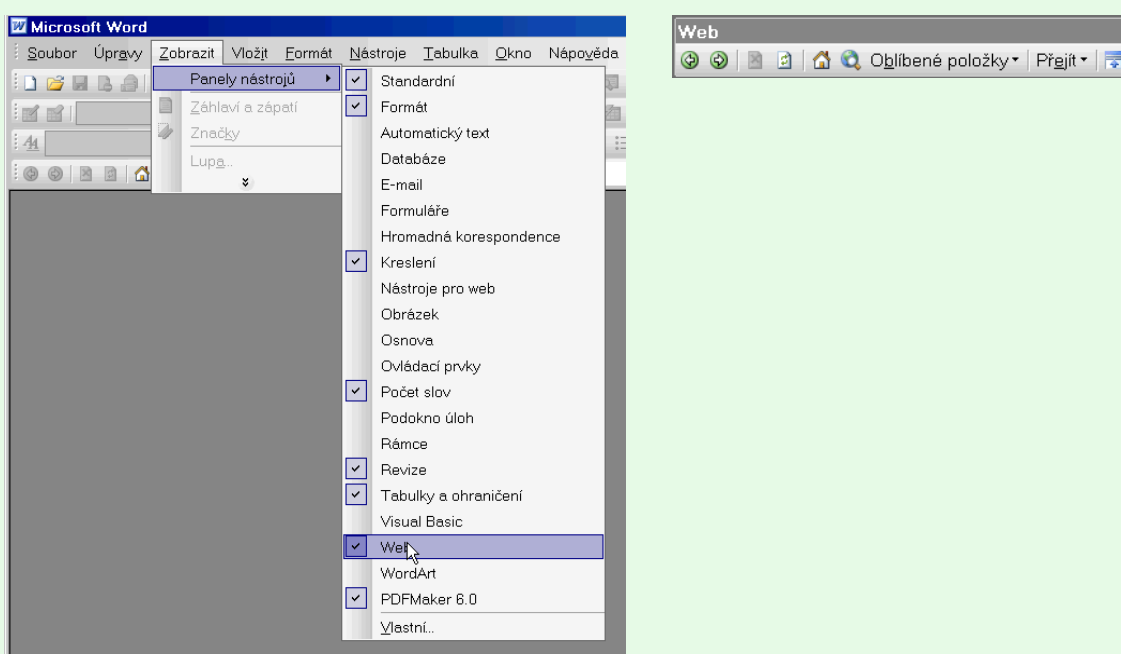 Microsoft Word
Soubor Úpravy Zobrazit Vložit Formát Nástroje Tabulka Okno Nápověda
Panely nástrojů
Záhlaví a zápatí
Značky
Lupa...
Standardní
Formát
Automatický text
Databáze
E-mail
Formuláře
Hromadná korespondence
Kreslení
Nástroje pro web
Obrázek
Osnova
Ovládací prvky
Počet slov
Podokno úloh
Rámce
Revize
Tabulky a ohraničení
Visual Basic
Web
WordArt
PDFMaker 6.0
Vlastní...
Web
Oblíbené položky Přejít